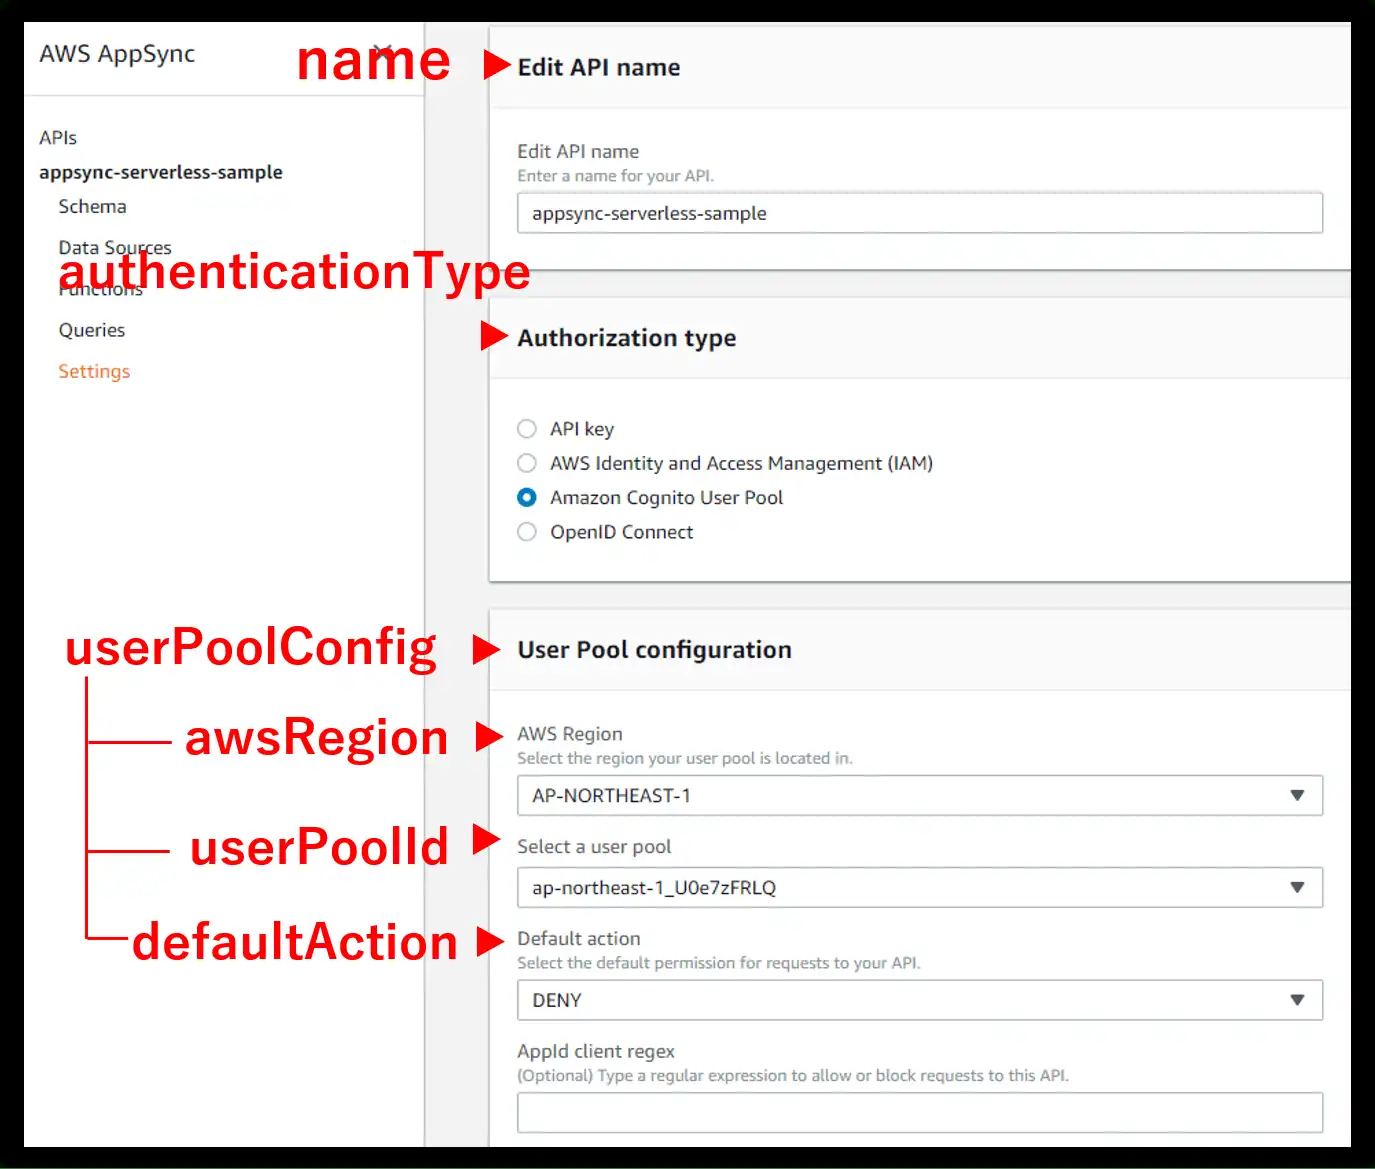 AWS AppSync
name
APIs
appsync-serverless-sample
Schema
Data Sources
authenticationType
Functions
Queries
Settings
Edit API name
Edit API name
Enter a name for your API.
appsync-serverless-sample
Authorization type
API key
AWS Identity and Access Management (IAM)
Amazon Cognito User Pool
OpenID Connect
userPoolConfig
User Pool configuration
awsRegion
AWS Region
Select the region your user pool is located in.
AP-NORTHEAST-1
userPoolId
Select a user pool
ap-northeast-1_U0e7zFRLQ
defaultAction
Default action
Select the default permission for requests to your API.
DENY
AppId client regex
(Optional) Type a regular expression to allow or block requests to this API.